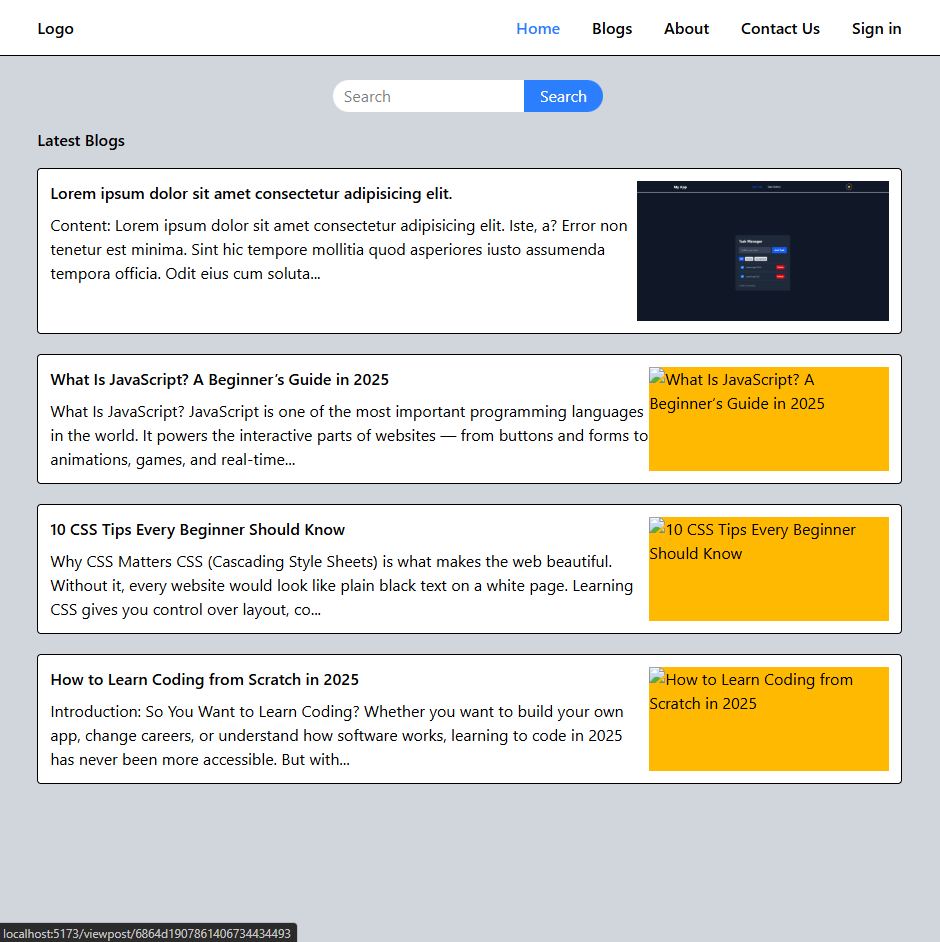 Logo
Home
Blogs
About
Contact Us
Sign in
Search
Search
Latest Blogs
Lorem ipsum dolor sit amet consectetur adipisicing elit.
Content: Lorem ipsum dolor sit amet consectetur adipisicing elit. Iste, a? Error non
tenetur est minima. Sint hic tempore mollitia quod asperiores iusto assumenda
tempora officia. Odit eius cum soluta...
My App
Task Manager
What Is JavaScript? A Beginner’s Guide in 2025
What Is JavaScript? JavaScript is one of the most important programming languages
in the world. It powers the interactive parts of websites — from buttons and forms to
animations, games, and real-time...
What Is JavaScript? A
Beginner’s Guide in 2025
10 CSS Tips Every Beginner Should Know
Why CSS Matters CSS (Cascading Style Sheets) is what makes the web beautiful.
Without it, every website would look like plain black text on a white page. Learning
CSS gives you control over layout, co...
10 CSS Tips Every Beginner
Should Know
How to Learn Coding from Scratch in 2025
Introduction: So You Want to Learn Coding? Whether you want to build your own
app, change careers, or understand how software works, learning to code in 2025
has never been more accessible. But with...
How to Learn Coding from
Scratch in 2025
localhost:5173/viewpost/6864d1907861406734434493